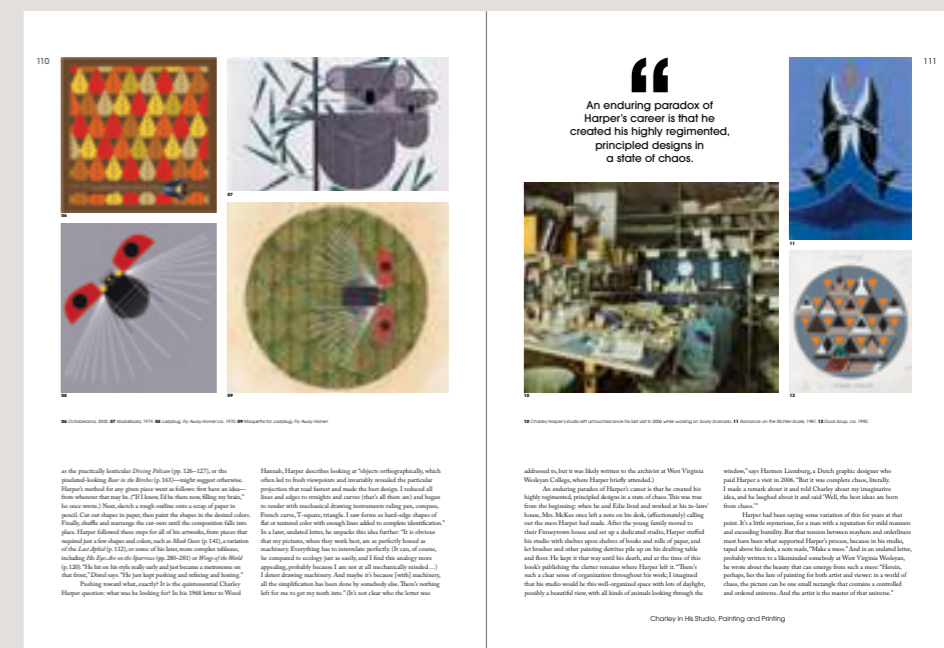 110
06
07
08
09
06 Octoberama, 2000. 07 Koalakoala, 1979. 08 Ladybug, Fly Away Home! ca. 1970. 09 Maquette for Ladybug, Fly Away Home!
as the practically lenticular Diving Pelican (pp. 126–127), or the
pixelated-looking Bear in the Birches (p. 163)—might suggest otherwise.
Harper's method for any given piece went as follows: first have an idea—
from wherever that may be. ("If I knew, I'd be there now, filling my brain,"
he once wrote.) Next, sketch a rough outline onto a scrap of paper in
pencil. Cut out shapes in paper, then paint the shapes in the desired colors.
Finally, shuffle and rearrange the cut-outs until the composition falls into
place. Harper followed these steps for all of his artworks, from pieces that
required just a few shapes and colors, such as Mask Oeen (p. 141), a variation
of the Last Aphid (p. 112), or some of his later, more complex tableaux,
including His Eyes Are on the Sparrows (pp. 280–281) or Wings of the World
(p. 120). "He hit on his style really early and just became a metronome on
that front," Distel says. "He just kept pushing and refining and honing."
Pushing toward what, exactly? It is the quintessential Charley
Harper question: what was he looking for? In his 1968 letter to Wood
Hannah, Harper describes looking at "objects orthographically, which
often led to fresh viewpoints and invariably revealed the particular
projection that read fastest and made the best design. I reduced all
lines and edges to straights and curves (that's all there are) and began
to render with mechanical drawing instruments ruling pen, compass,
French curve, T-square, triangle. I saw forms as hard-edge shapes of
flat or textured color with enough lines added to complete identification."
In a later, undated letter, he unpacks this idea further: "It is obvious
that my pictures, when they work best, are as perfectly honed as
machinery. Everything has to interrelate perfectly. (It can, of course,
be compared to ecology just as easily, and I find this analogy more
appealing, probably because I am not at all mechanically minded…)
I detest drawing machinery. And maybe it's because [with] machinery,
all the simplification has been done by somebody else. There's nothing
left for me to get my teeth into." (It's not clear who the letter was
“
An enduring paradox of
Harper's career is that he
created his highly regimented,
principled designs in
a state of chaos.
111
10
11
12
10 Charley Harper's studio left untouched since his last visit in 2006 while working on Scary Scenario. 11 Romance on the Richter Scale, 1981. 12 Duck Soup, ca. 1990.
addressed to, but it was likely written to the archivist at West Virginia
Wesleyan College, where Harper briefly attended.)
An enduring paradox of Harper's career is that he created his
highly regimented, principled designs in a state of chaos. This was true
from the beginning: when he and Edie lived and worked at his in-laws'
house, Mrs. McKee once left a note on his desk, (affectionately) calling
out the mess Harper had made. After the young family moved to
their Finneytown house and set up a dedicated studio, Harper stuffed
his studio with shelves upon shelves of books and rolls of paper, and
let brushes and other painting detritus pile up on his drafting table
and floor. He kept it that way until his death, and at the time of this
book's publishing the clutter remains where Harper left it. "There's
such a clear sense of organization throughout his work; I imagined
that his studio would be this well-organized space with lots of daylight,
possibly a beautiful view, with all kinds of animals looking through the
window," says Harmen Liemburg, a Dutch graphic designer who
paid Harper a visit in 2006. "But it was complete chaos, literally.
I made a remark about it and told Charley about my imaginative
idea, and he laughed about it and said 'Well, the best ideas are born
from chaos.'"
Harper had been saying some variation of this for years at that
point. It's a little mysterious, for a man with a reputation for mild manners
and exceeding humility. But that tension between mayhem and orderliness
must have been what supported Harper's process, because in his studio,
taped above his desk, a note reads, "Make a mess." And in an undated letter,
probably written to a likeminded somebody at West Virginia Wesleyan,
he wrote about the beauty that can emerge from such a mess: "Herein,
perhaps, lies the lure of painting for both artist and viewer: in a world of
chaos, the picture can be one small rectangle that contains a controlled
and ordered universe. And the artist is the master of that universe."
Charley in His Studio, Painting and Printing